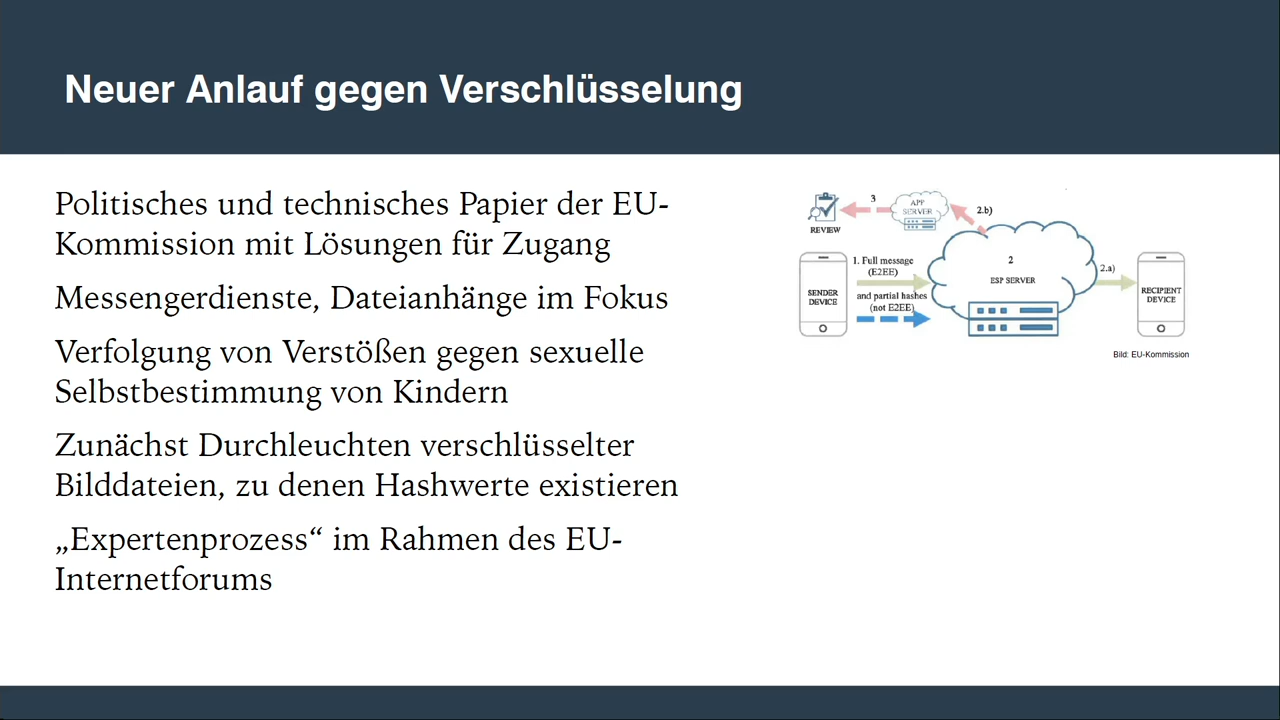 Neuer Anlauf gegen Verschlüsselung
Politisches und technisches Papier der EU-
Kommission mit Lösungen für Zugang
Messengerdienste, Dateianhänge im Fokus
Verfolgung von Verstößen gegen sexuelle
Selbstbestimmung von Kindern
Zunächst Durchleuchten verschlüsselter
Bilddateien, zu denen Hashwerte existieren
„Expertenprozess“ im Rahmen des EU-
Internetforums
3
APP
SERVER
2.b)
REVIEW
1. Full message
(E2EE)
2
ESP SERVER
2.a)
SENDER
DEVICE
and partial hashes
(not E2EE)
RECIPIENT
DEVICE
Bild: EU-Kommission